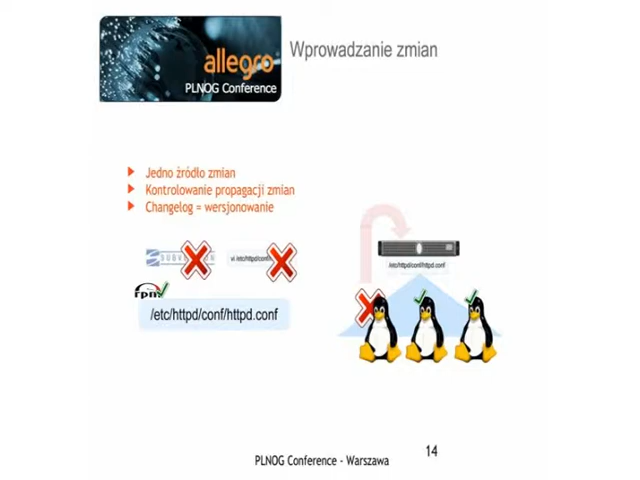 allegro
PLNOG Conference
Wprowadzanie zmian
Jedno źródło zmian
Kontrolowanie propagacji zmian
Changelog = wersjonowanie
SUBVERSION
vi /etc/httpd/conf/
/etc/httpd/conf/httpd.conf
rpm
/etc/httpd/conf/httpd.conf
14
PLNOG Conference - Warszawa